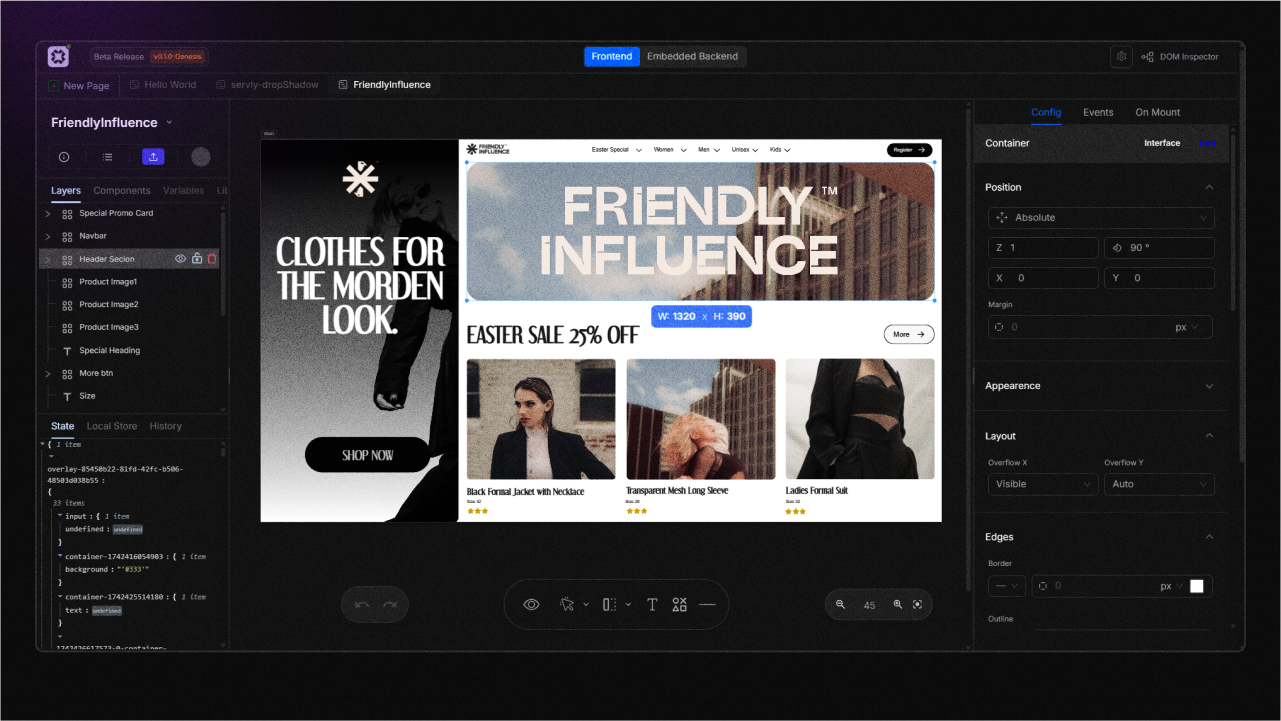 Beta Release v0.1.0 Genesis
Frontend Embedded Backend
DOM Inspector
New Page Hello World servly-dropShadow FriendlyInfluence
FriendlyInfluence
Layers Components Variables Lit
Special Promo Card
Navbar
Header Secion
Product Image1
Product Image2
Product Image3
Special Heading
More btn
Size
State Local Store History
{ 1 item
overlay-85450b22-81fd-42fc-b506-
48503d038b55 :
{
33 items
input : { 1 item
undefined : undefined
}
container-1742416054903 : { 1 item
background : "'#333'"
}
container-1742425514180 : { 1 item
text : undefined
}
1742426617573-0-container-
Main
CLOTHES FOR
THE MORDEN
LOOK.
SHOP NOW
FRIENDLY
INFLUENCE
Easter Special Women Men Unisex Kids Register
FRIENDLY™
INFLUENCE
W: 1320 x H: 390
EASTER SALE 25% OFF
More
Black Formal Jacket with Necklace
Size 32
Transparent Mesh Long Sleeve
Size 28
Ladies Formal Suit
Size 32
T
45
Config Events On Mount
Container Interface
Position
Absolute
Z 1 90 °
X 0 Y 0
Margin
0 px
Appearence
Layout
Overflow X Overflow Y
Visible Auto
Edges
Border
0 px
Outline